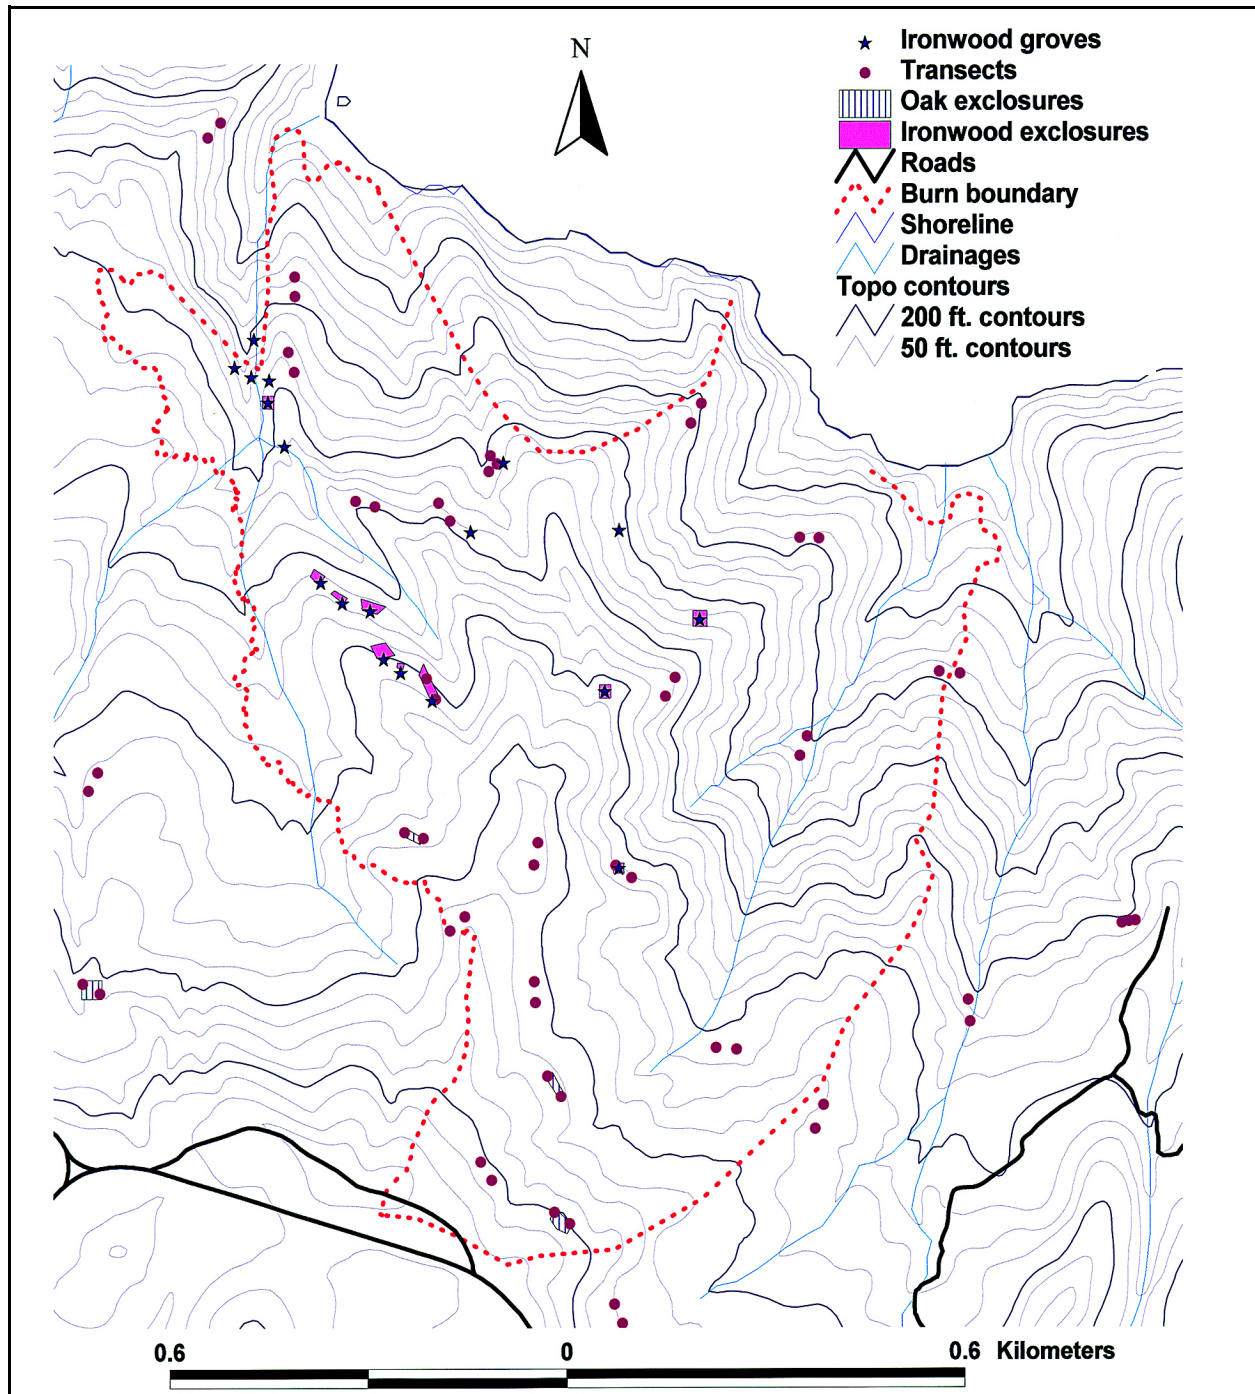 N
Ironwood groves
Transects
Oak exclosures
Ironwood exclosures
Roads
Burn boundary
Shoreline
Drainages
Topo contours
200 ft. contours
50 ft. contours
0.6 0 0.6 Kilometers